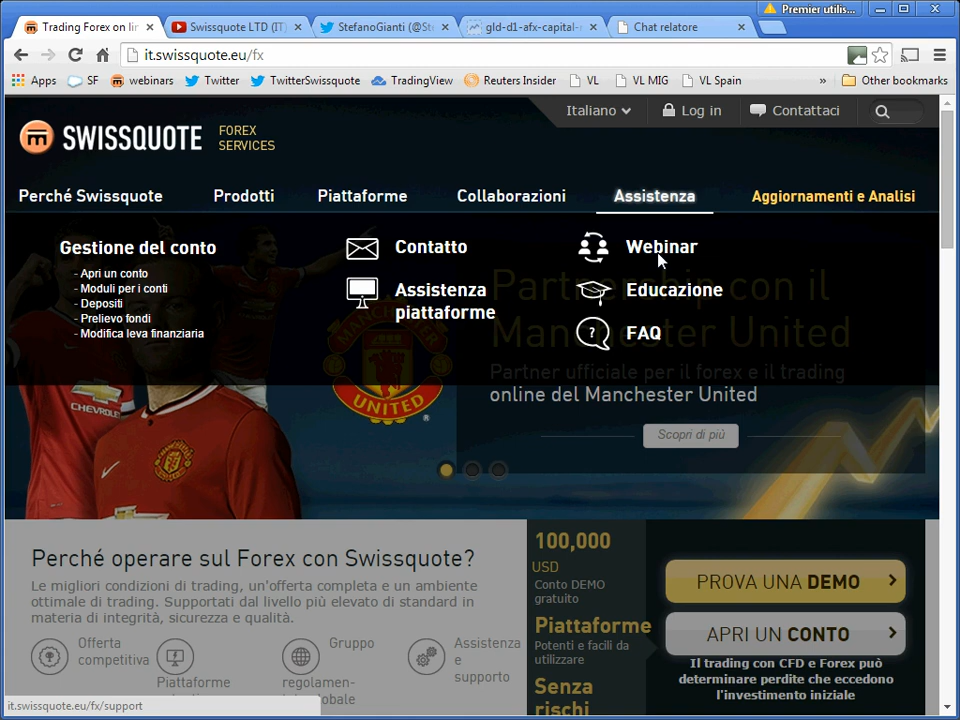 Premier utilis...
Trading Forex on lin
Swissquote LTD (IT)
StefanoGianti (@Ste
gld-d1-afx-capital-
Chat relatore
it.swissquote.eu/fx
Apps
SF
webinars
Twitter
TwitterSwissquote
TradingView
Reuters Insider
VL
VL MIG
VL Spain
»
Other bookmarks
Italiano
Log in
Contattaci
SWISSQUOTE
FOREX
SERVICES
Perché Swissquote
Prodotti
Piattaforme
Collaborazioni
Assistenza
Aggiornamenti e Analisi
Gestione del conto
- Apri un conto
- Moduli per i conti
- Depositi
- Prelievo fondi
- Modifica leva finanziaria
Contatto
Assistenza
piattaforme
Webinar
Educazione
FAQ
Partnership con il
Manchester United
Partner ufficiale per il forex e il trading
online del Manchester United
Scopri di più
CHEVROLET
UNITED
Perché operare sul Forex con Swissquote?
Le migliori condizioni di trading, un'offerta completa e un ambiente
ottimale di trading. Supportati dal livello più elevato di standard in
materia di integrità, sicurezza e qualità.
Offerta
competitiva
Piattaforme
Gruppo
regolamen-
Assistenza
e
supporto
100,000
USD
Conto DEMO
gratuito
Piattaforme
Potenti e facili da
utilizzare
Senza
rischi
PROVA UNA DEMO
APRI UN CONTO
Il trading con CFD e Forex può
determinare perdite che eccedono
l'investimento iniziale
it.swissquote.eu/fx/support